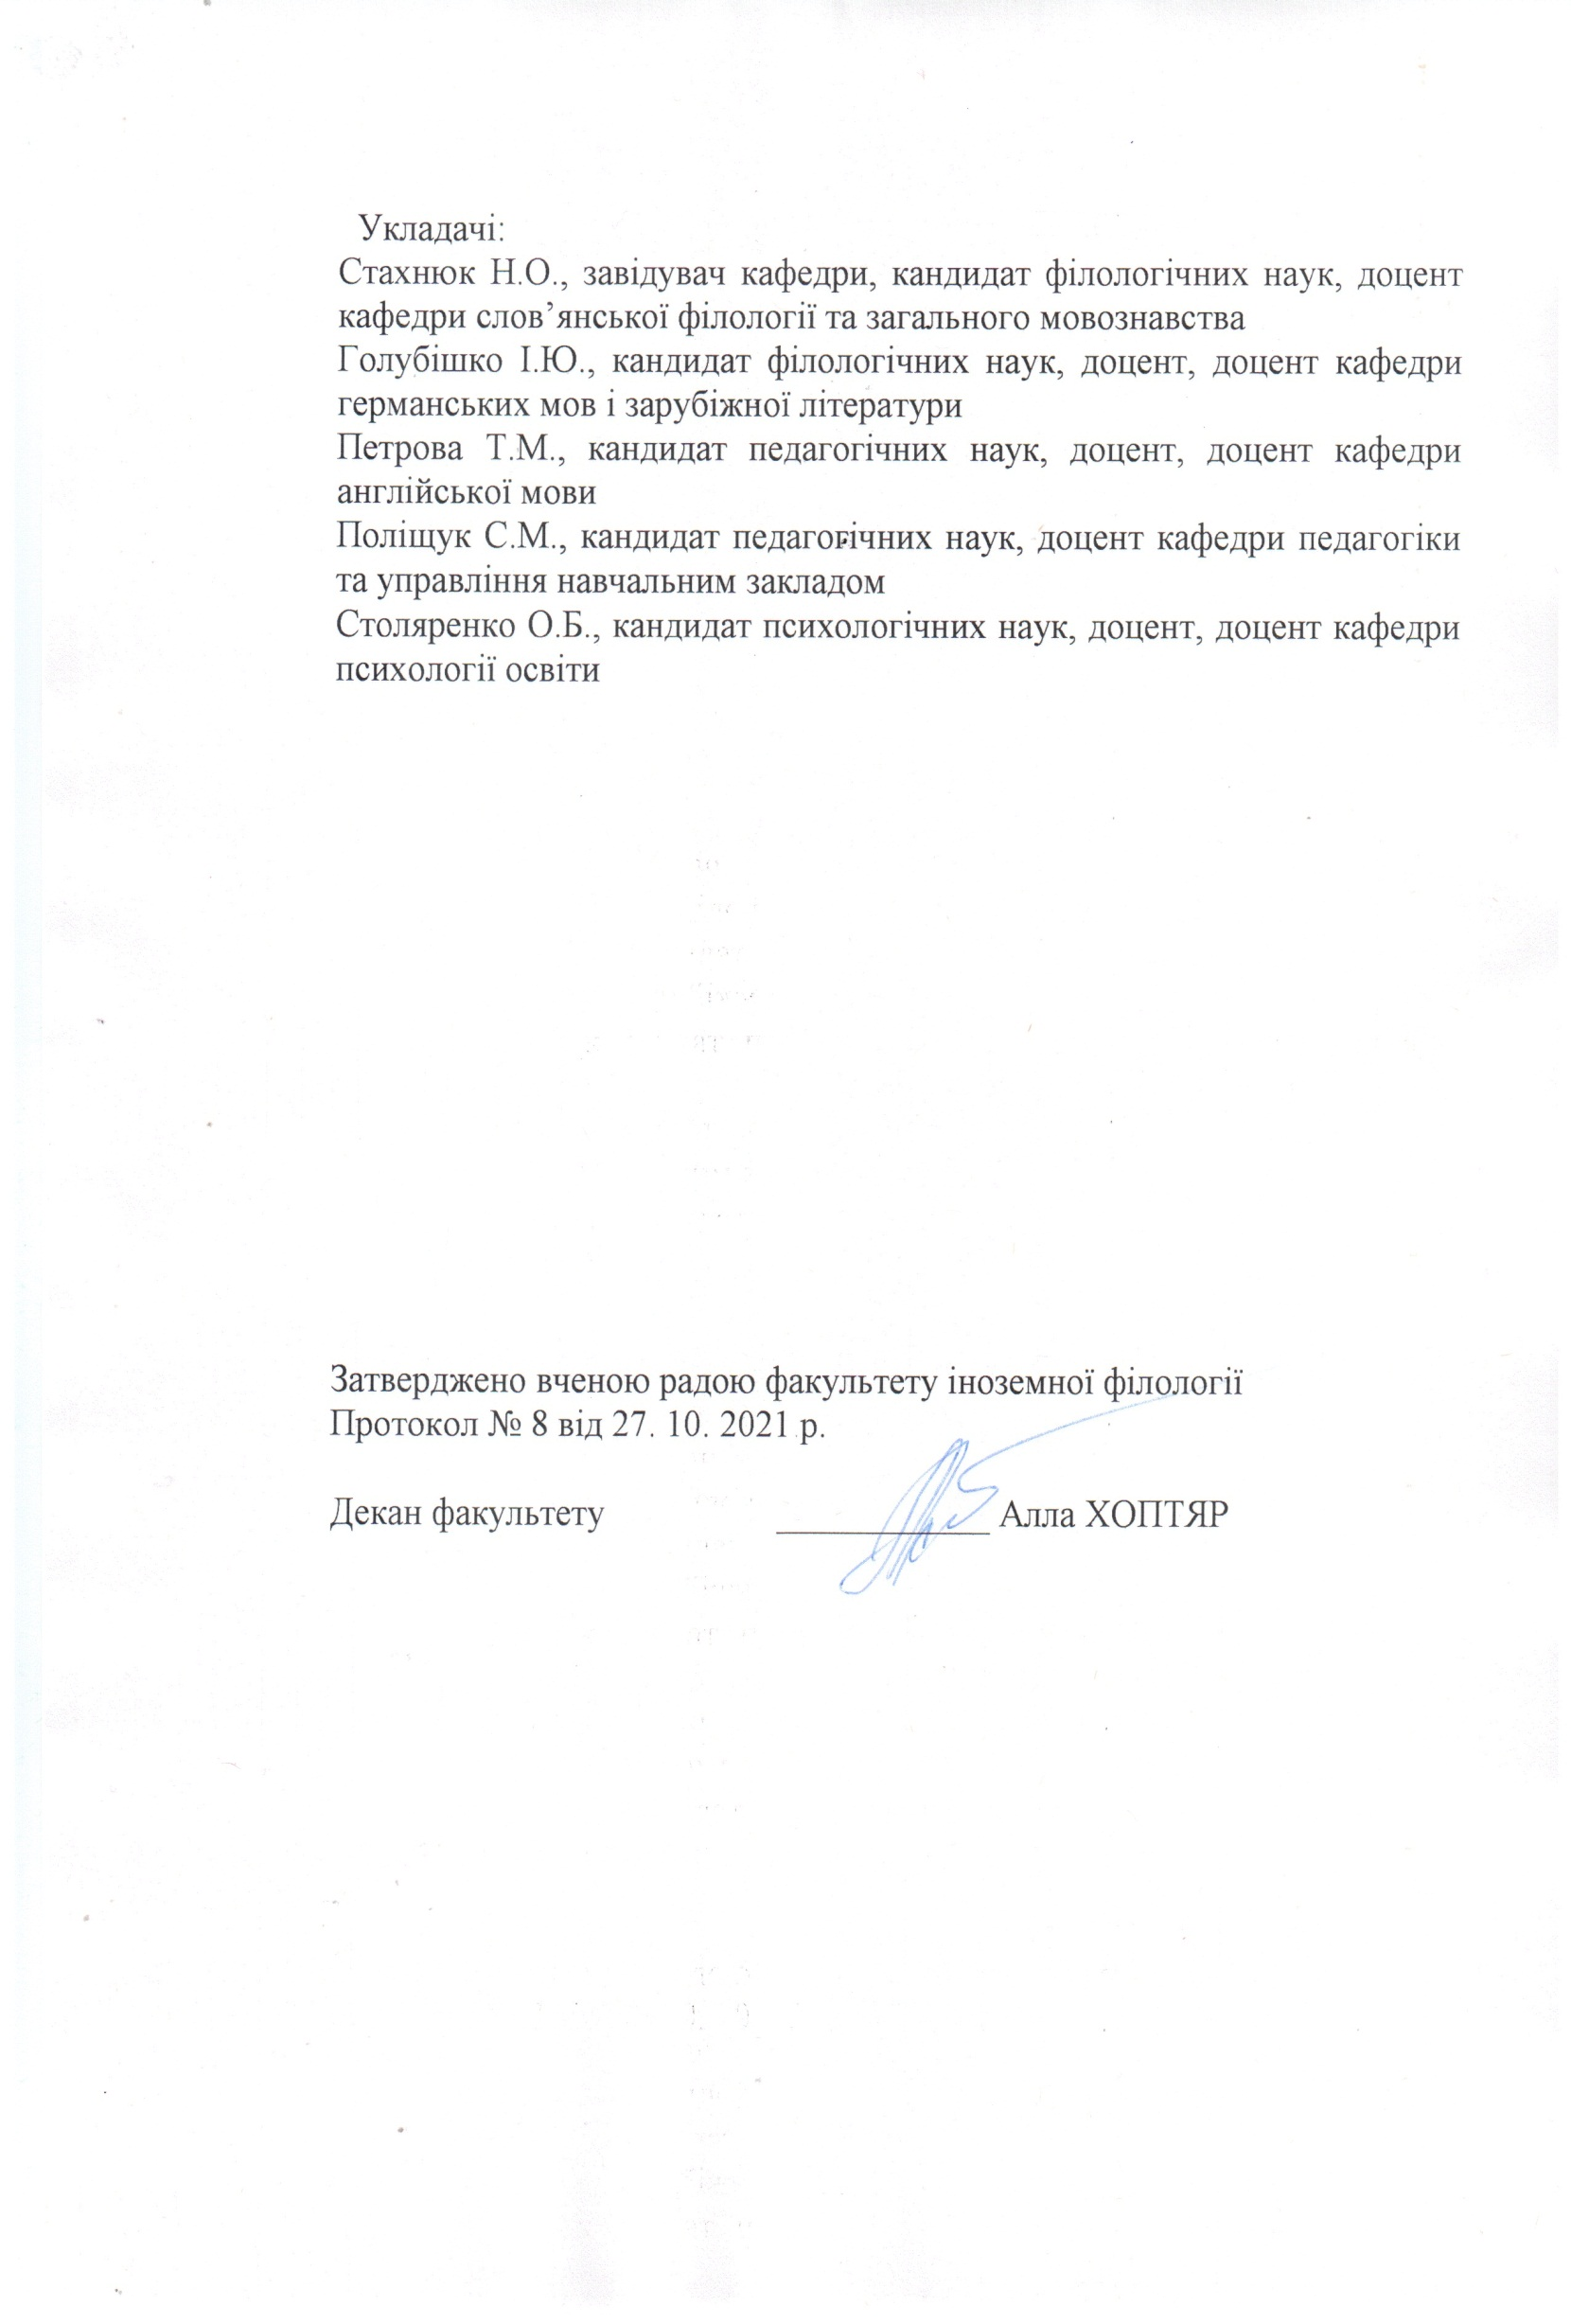 Укладачі:
Стахнюк Н.О., завідувач кафедри, кандидат філологічних наук, доцент
кафедри слов’янської філології та загального мовознавства
Голубішко І.Ю., кандидат філологічних наук, доцент, доцент кафедри
германських мов і зарубіжної літератури
Петрова Т.М., кандидат педагогічних наук, доцент, доцент кафедри
англійської мови
Поліщук С.М., кандидат педагогічних наук, доцент кафедри педагогіки
та управління навчальним закладом
Столяренко О.Б., кандидат психологічних наук, доцент, доцент кафедри
психології освіти
Затверджено вченою радою факультету іноземної філології
Протокол № 8 від 27. 10. 2021 р.
Декан факультету ____________ Алла ХОПТЯР